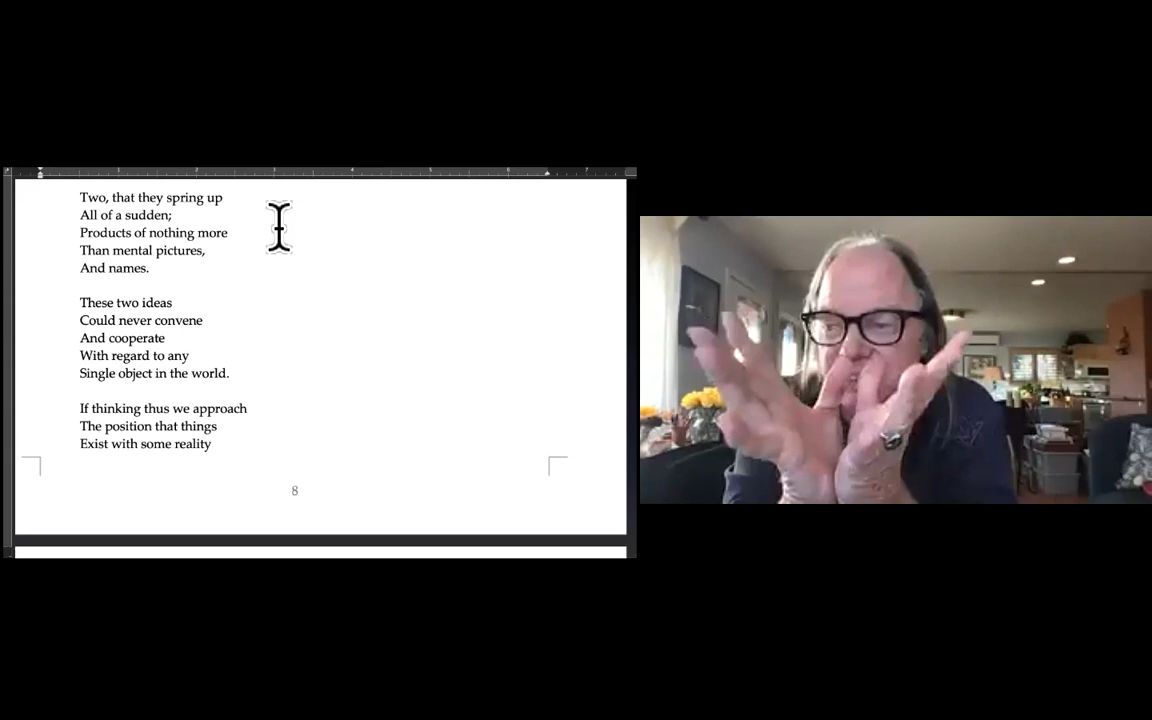 Two, that they spring up
All of a sudden;
Products of nothing more
Than mental pictures,
And names.
These two ideas
Could never convene
And cooperate
With regard to any
Single object in the world.
If thinking thus we approach
The position that things
Exist with some reality
8